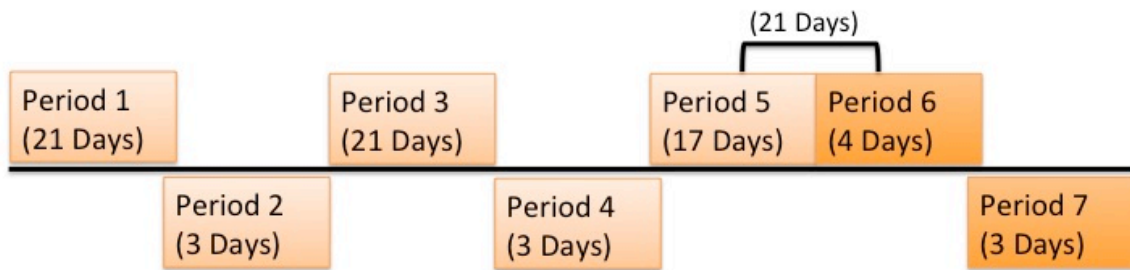 (21 Days)
Period 1
(21 Days)
Period 3
(21 Days)
Period 5
(17 Days)
Period 6
(4 Days)
Period 2
(3 Days)
Period 4
(3 Days)
Period 7
(3 Days)